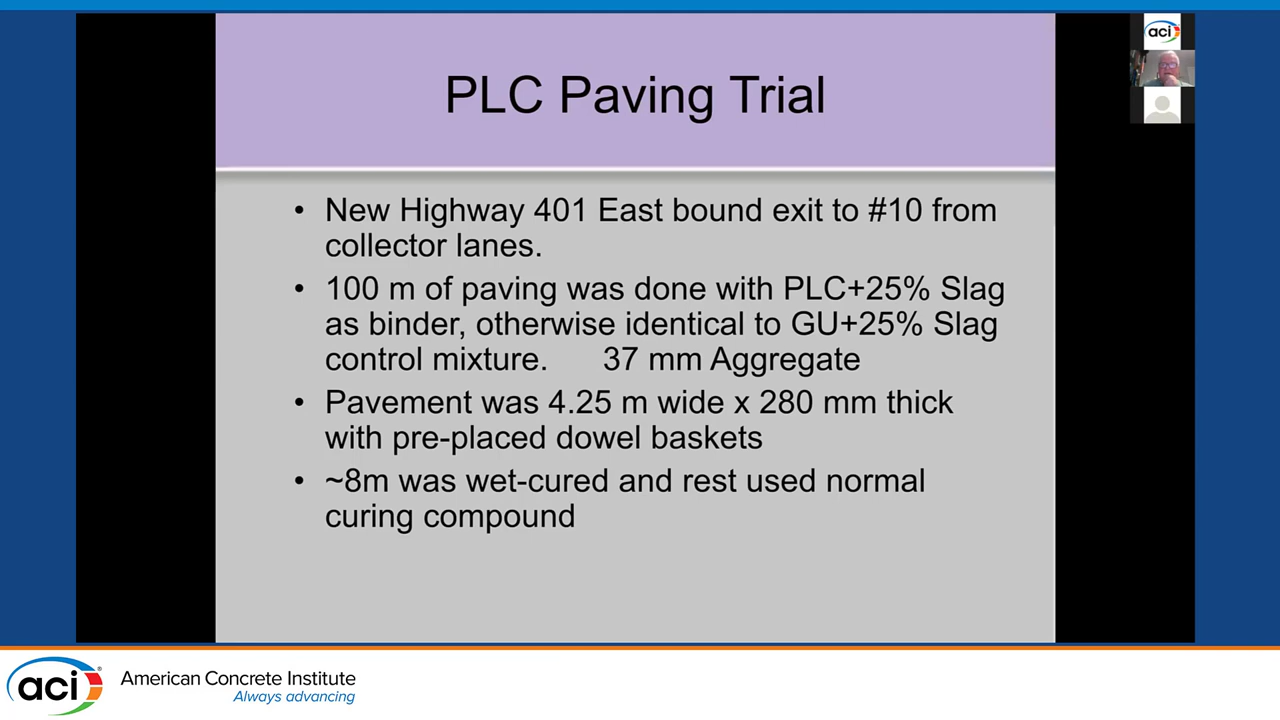 PLC Paving Trial
aci
• New Highway 401 East bound exit to #10 from
collector lanes.
• 100 m of paving was done with PLC+25% Slag
as binder, otherwise identical to GU+25% Slag
control mixture. 37 mm Aggregate
• Pavement was 4.25 m wide x 280 mm thick
with pre-placed dowel baskets
• ~8m was wet-cured and rest used normal
curing compound
aci®
American Concrete Institute
Always advancing